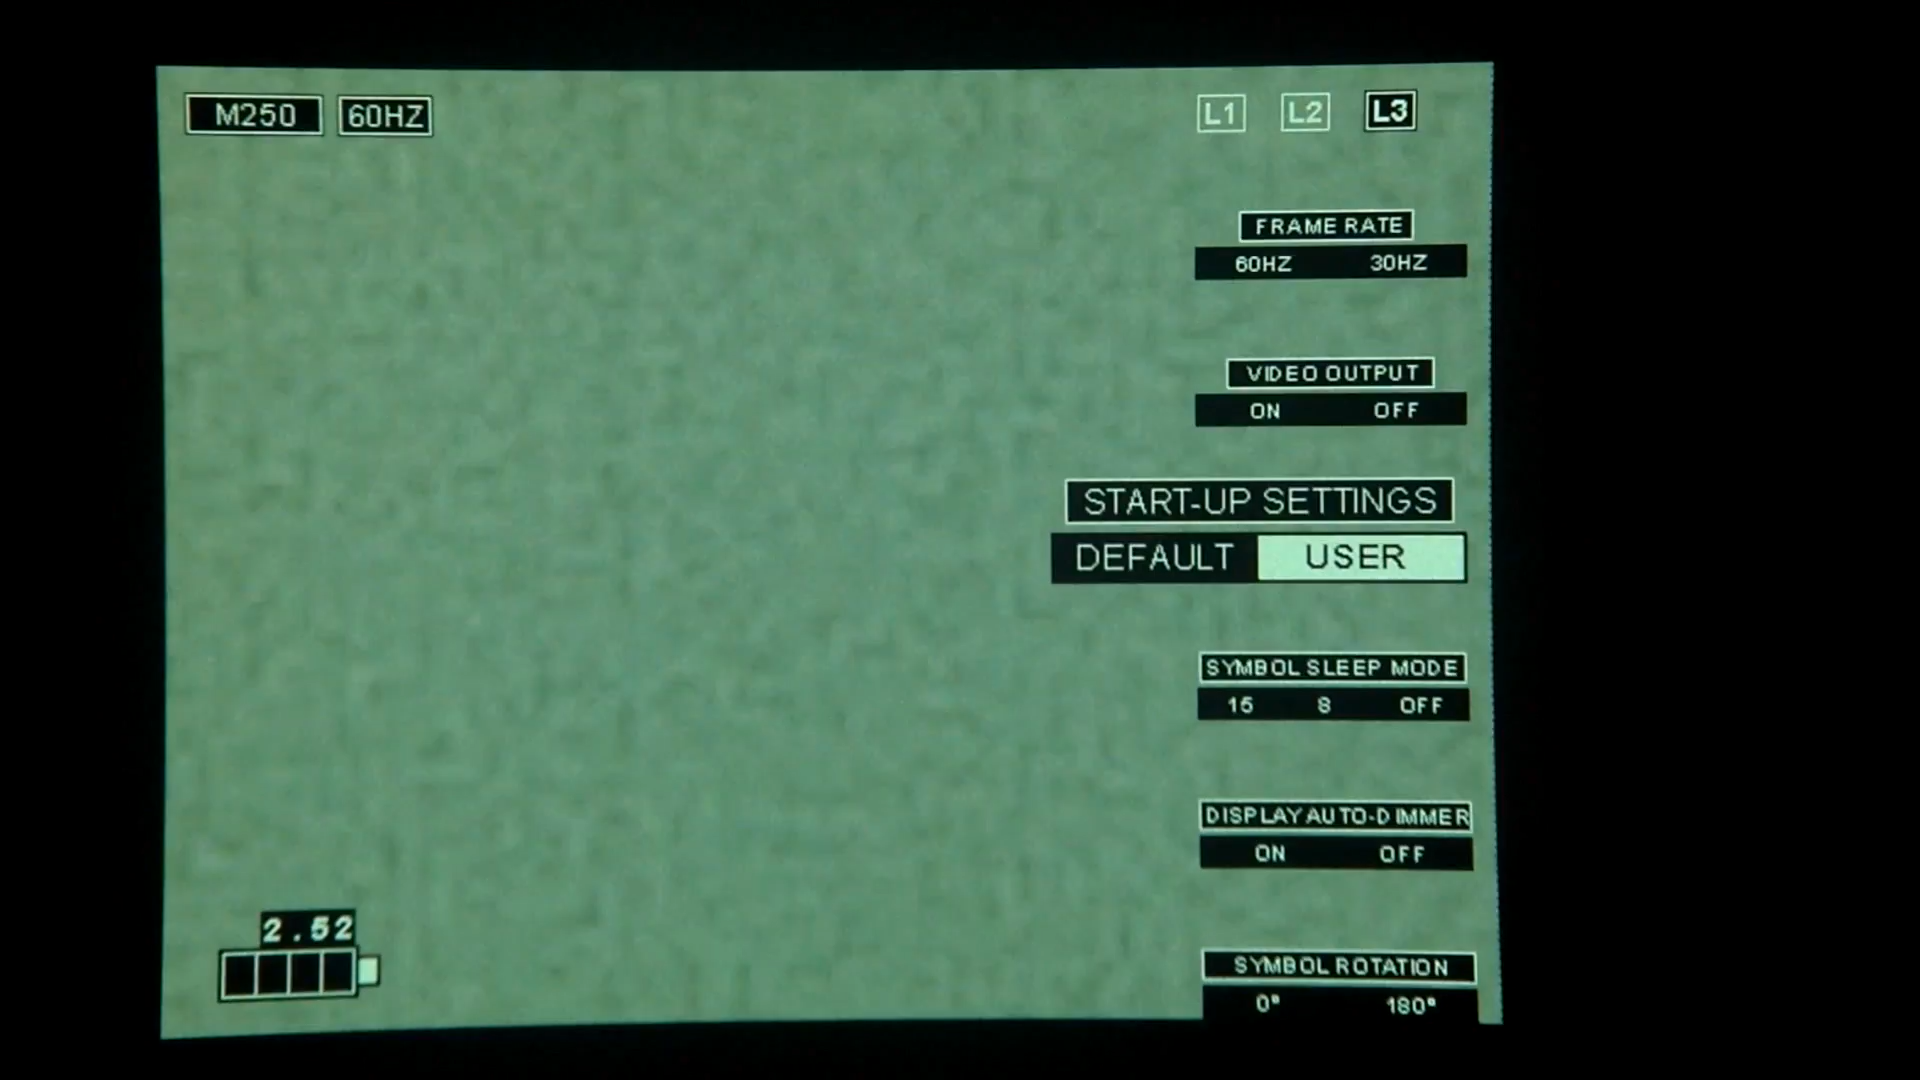 M250 60HZ L1 L2 L3
FRAME RATE
60HZ 30HZ
VIDEO OUTPUT
ON OFF
START-UP SETTINGS
DEFAULT USER
SYMBOL SLEEP MODE
15 8 OFF
DISPLAY AUTO-DIMMER
ON OFF
2.52
SYMBOL ROTATION
0° 180°